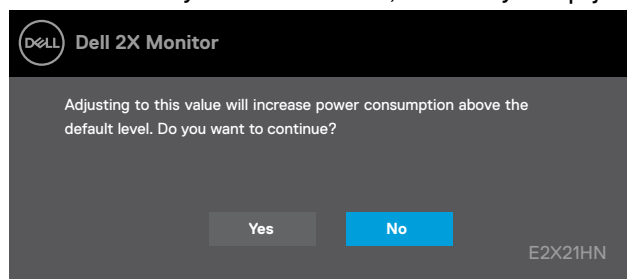 DELL Dell 2X Monitor
Adjusting to this value will increase power consumption above the
default level. Do you want to continue?
Yes No
E2X21HN